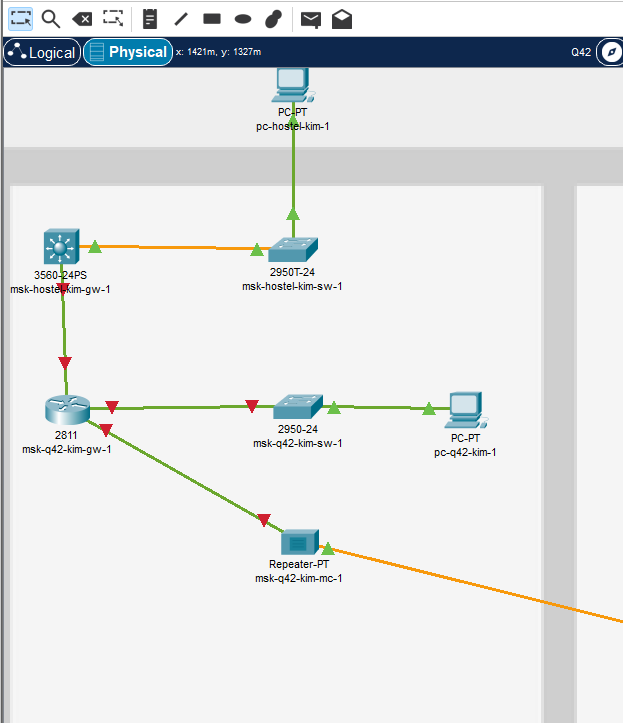 Logical
Physical
x: 1421m, y: 1327m
Q42
PC-PT
pc-hostel-kim-1
3560-24PS
msk-hostel-kim-gw-1
2950T-24
msk-hostel-kim-sw-1
2811
msk-q42-kim-gw-1
2950-24
msk-q42-kim-sw-1
PC-PT
pc-q42-kim-1
Repeater-PT
msk-q42-kim-mc-1